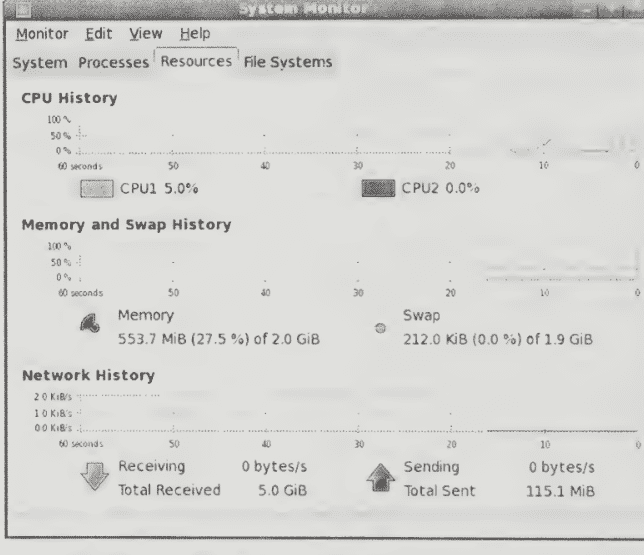 System Monitor
Monitor Edit View Help
System Processes Resources File Systems
CPU History
100 %
50 %
0 %
60 seconds 50 40 30 20 10 0
CPU1 5.0% CPU2 0.0%
Memory and Swap History
100 %
50 %
0 %
60 seconds 50 40 30 20 10 0
Memory Swap
553.7 MiB (27.5 %) of 2.0 GiB 212.0 KiB (0.0 %) of 1.9 GiB
Network History
2.0 KiB/s
1.0 KiB/s
0.0 KiB/s
60 seconds 50 40 30 20 10 0
Receiving 0 bytes/s Sending 0 bytes/s
Total Received 5.0 GiB Total Sent 115.1 MiB